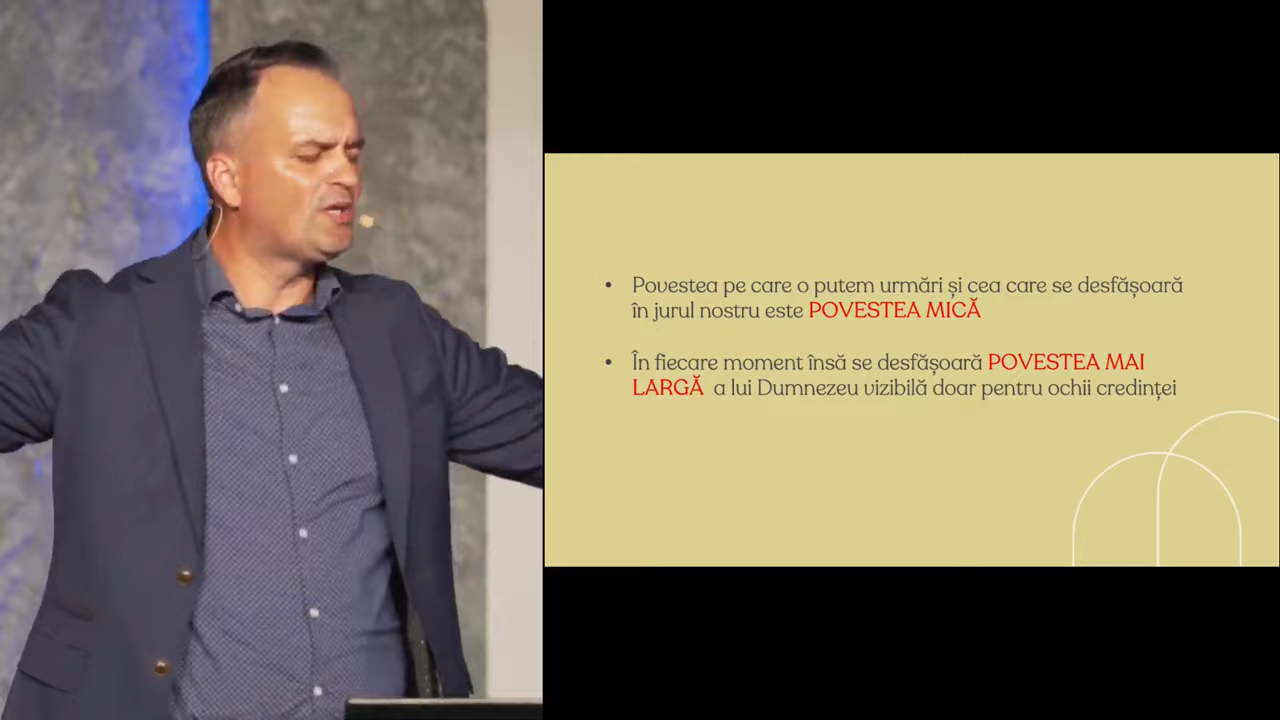 • Povestea pe care o putem urmări și cea care se desfășoară
în jurul nostru este POVESTEA MICĂ
• În fiecare moment însă se desfășoară POVESTEA MAI
LARGĂ a lui Dumnezeu vizibilă doar pentru ochii credinței